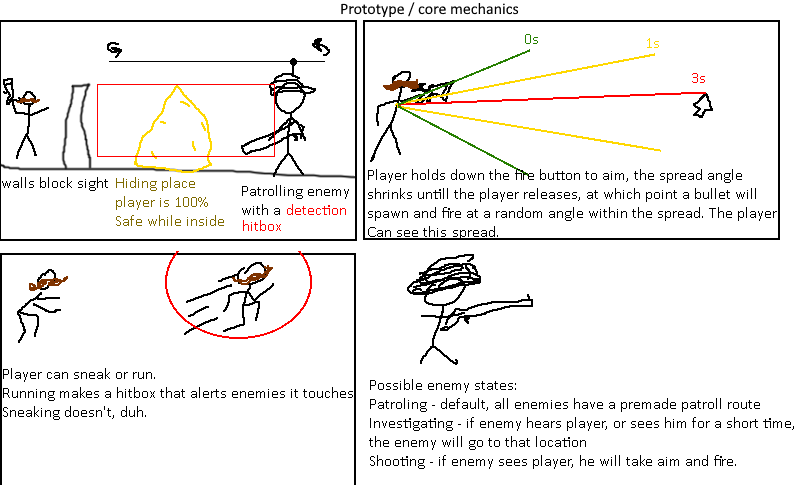 Prototype / core mechanics
walls block sight
Hiding place
player is 100%
Safe while inside
Patrolling enemy
with a detection
hitbox
0s
1s
3s
Player holds down the fire button to aim, the spread angle
shrinks untill the player releases, at which point a bullet will
spawn and fire at a random angle within the spread. The player
Can see this spread.
Player can sneak or run.
Running makes a hitbox that alerts enemies it touches
Sneaking doesn't, duh.
Possible enemy states:
Patroling - default, all enemies have a premade patroll route
Investigating - if enemy hears player, or sees him for a short time,
the enemy will go to that location
Shooting - if enemy sees player, he will take aim and fire.